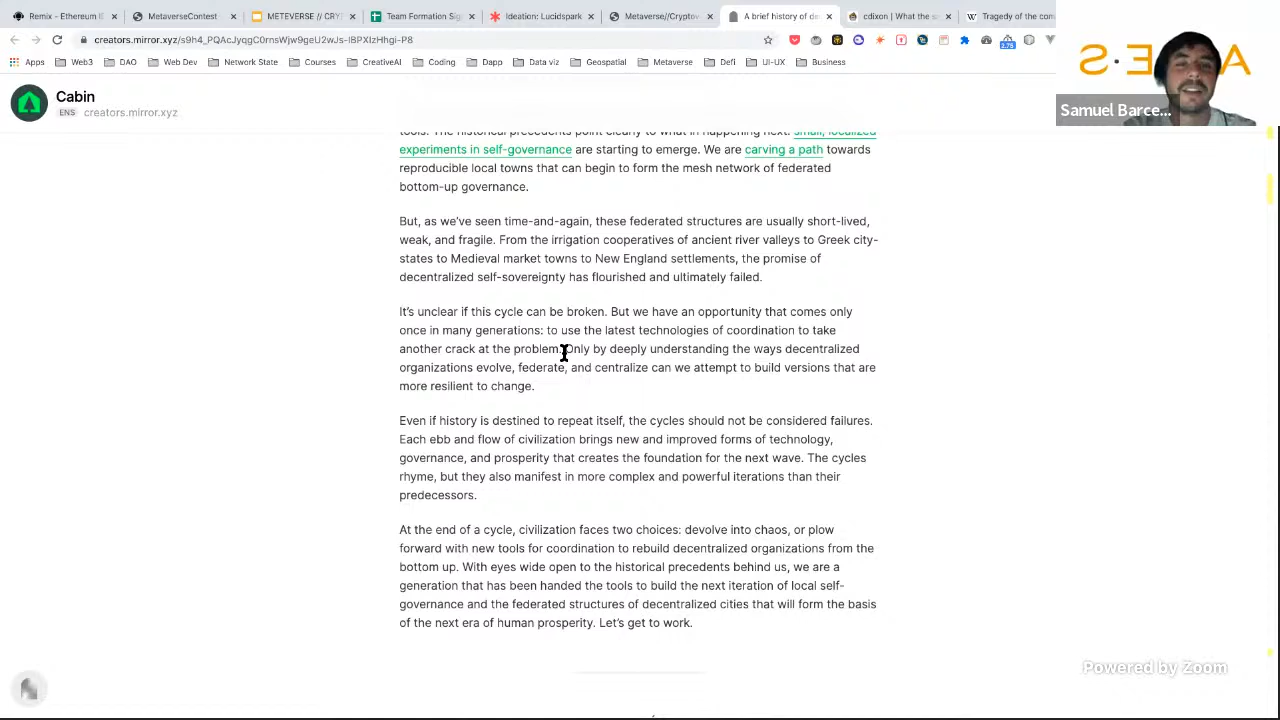 Remix - Ethereum I
MetaverseContest
METEVERSE // CRY
Team Formation Sig
Ideation: Lucidspark
Metaverse//Cryptov
A brief history of de
cdixon | What the s
Tragedy of the con
creators.mirror.xyz/s9h4_PQAcJyqgC0rnsWjw9geU2wJs-IBPXIzHhgi-P8
2.75
Apps
Web3
DAO
Web Dev
Network State
Courses
CreativeAI
Coding
Dapp
Data viz
Geospatial
Metaverse
Defi
UI-UX
Business
Samuel Barce...
Cabin
ENS creators.mirror.xyz
tools. The historical precedents point clearly to what in happening next: small, localized
experiments in self-governance are starting to emerge. We are carving a path towards
reproducible local towns that can begin to form the mesh network of federated
bottom-up governance.
But, as we've seen time-and-again, these federated structures are usually short-lived,
weak, and fragile. From the irrigation cooperatives of ancient river valleys to Greek city-
states to Medieval market towns to New England settlements, the promise of
decentralized self-sovereignty has flourished and ultimately failed.
It's unclear if this cycle can be broken. But we have an opportunity that comes only
once in many generations: to use the latest technologies of coordination to take
another crack at the problem. Only by deeply understanding the ways decentralized
organizations evolve, federate, and centralize can we attempt to build versions that are
more resilient to change.
Even if history is destined to repeat itself, the cycles should not be considered failures.
Each ebb and flow of civilization brings new and improved forms of technology,
governance, and prosperity that creates the foundation for the next wave. The cycles
rhyme, but they also manifest in more complex and powerful iterations than their
predecessors.
At the end of a cycle, civilization faces two choices: devolve into chaos, or plow
forward with new tools for coordination to rebuild decentralized organizations from the
bottom up. With eyes wide open to the historical precedents behind us, we are a
generation that has been handed the tools to build the next iteration of local self-
governance and the federated structures of decentralized cities that will form the basis
of the next era of human prosperity. Let's get to work.
Powered by Zoom